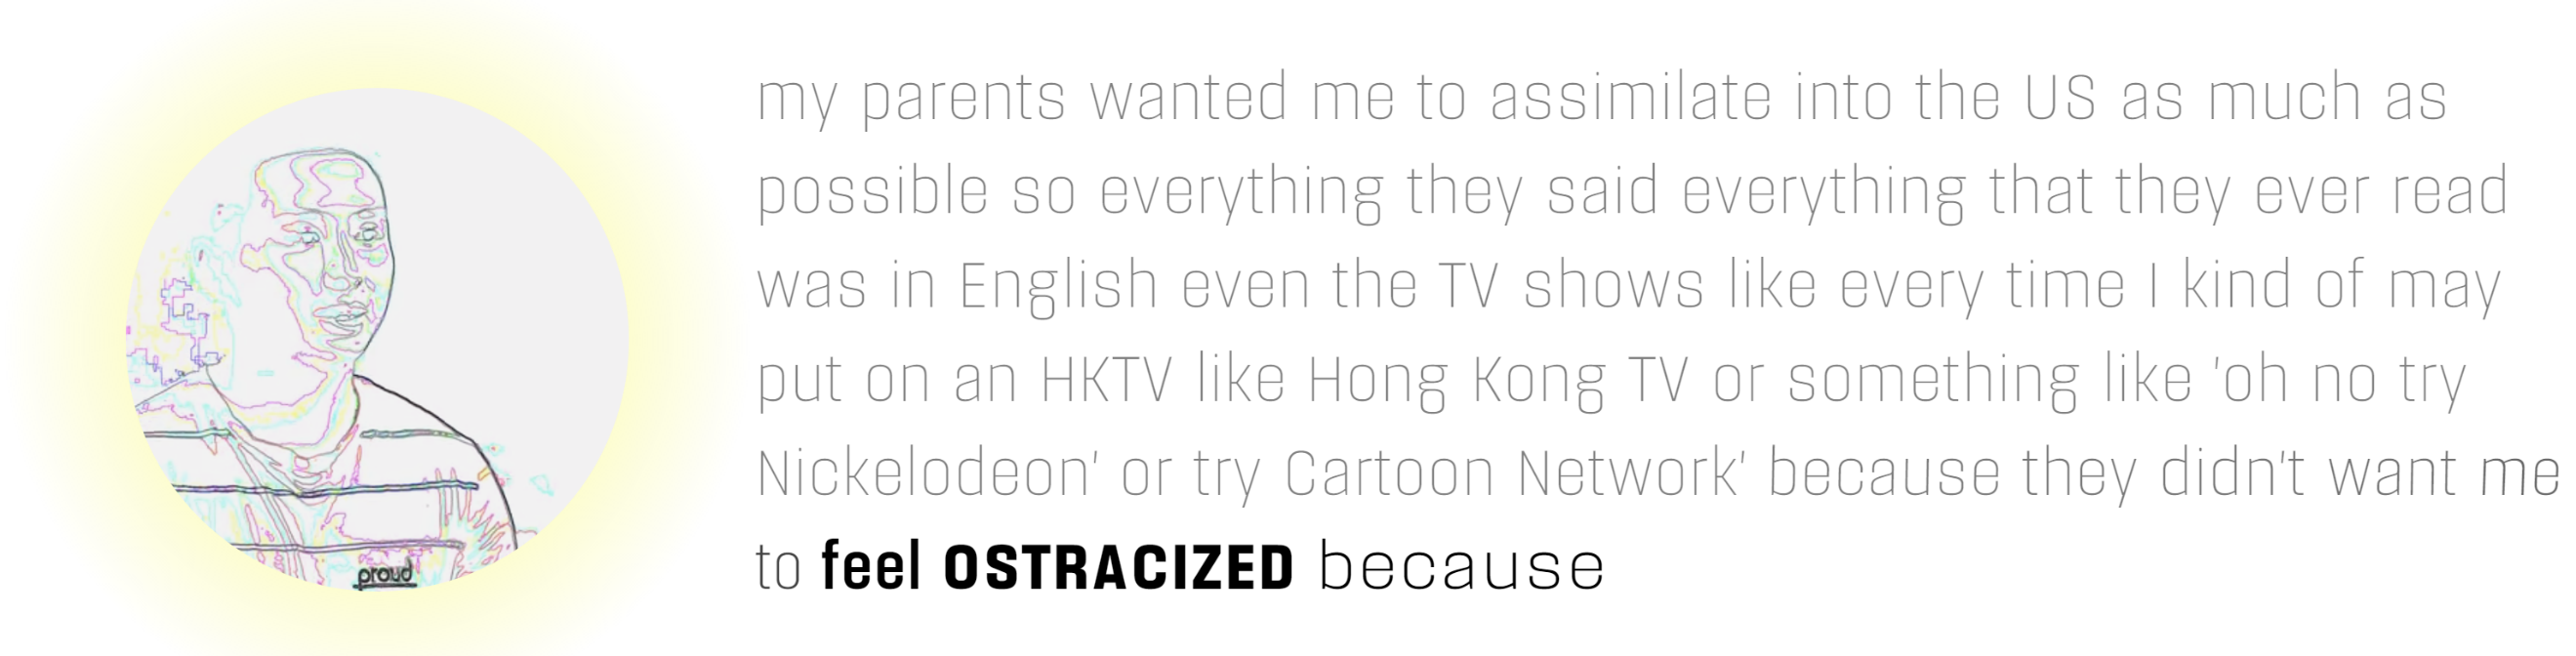 my parents wanted me to assimilate into the US as much as
possible so everything they said everything that they ever read
was in English even the TV shows like every time I kind of may
put on an HKTV like Hong Kong TV or something like 'oh no try
Nickelodeon' or try Cartoon Network' because they didn't want me
to feel OSTRACIZED because
proud